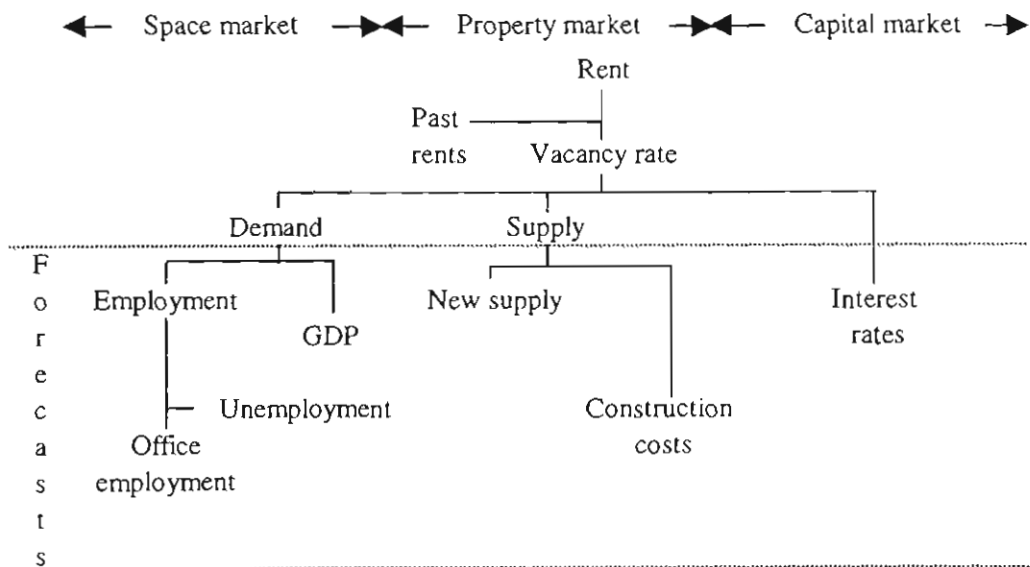 Space market Property market Capital market
Rent
Past
rents Vacancy rate
Demand Supply
Forecasts
Employment New supply Interest
rates
GDP
Unemployment Construction
costs
Office
employment